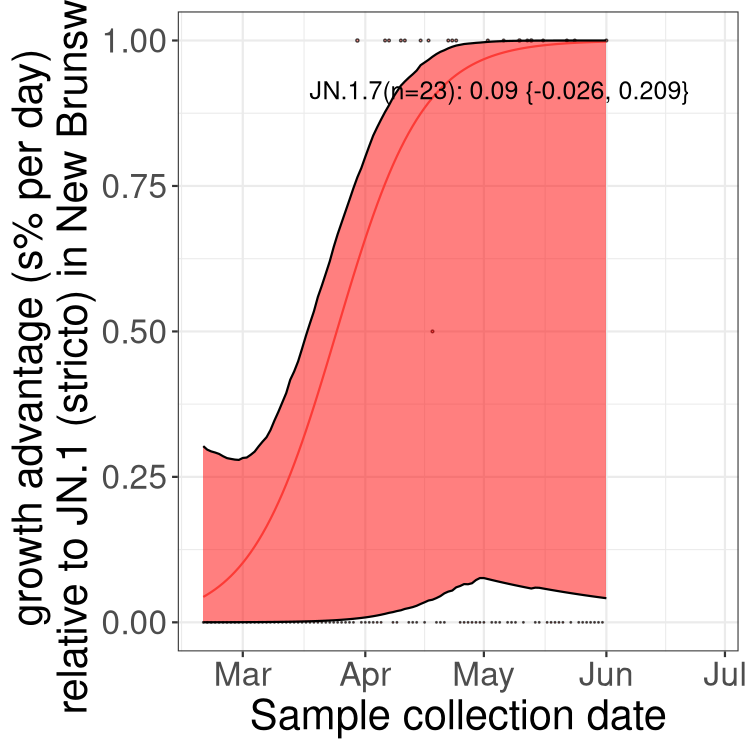 growth advantage (s% per day)
relative to JN.1 (stricto) in New Brunsw
1.00
0.75
0.50
0.25
0.00
JN.1.7(n=23): 0.09 {-0.026, 0.209}
Mar Apr May Jun Jul
Sample collection date